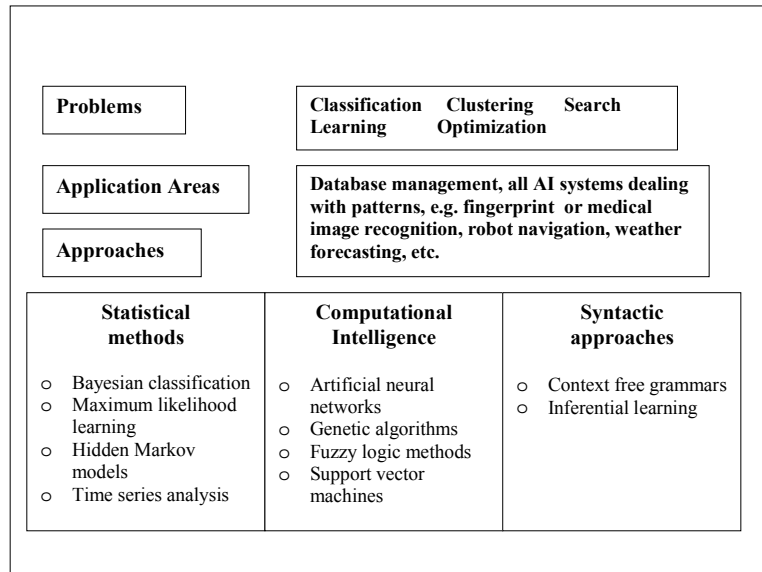 Problems
Classification Clustering Search
Learning Optimization
Application Areas
Database management, all AI systems dealing
with patterns, e.g. fingerprint or medical
image recognition, robot navigation, weather
forecasting, etc.
Approaches
Statistical
methods
o Bayesian classification
o Maximum likelihood
learning
o Hidden Markov
models
o Time series analysis
Computational
Intelligence
o Artificial neural
networks
o Genetic algorithms
o Fuzzy logic methods
o Support vector
machines
Syntactic
approaches
o Context free grammars
o Inferential learning